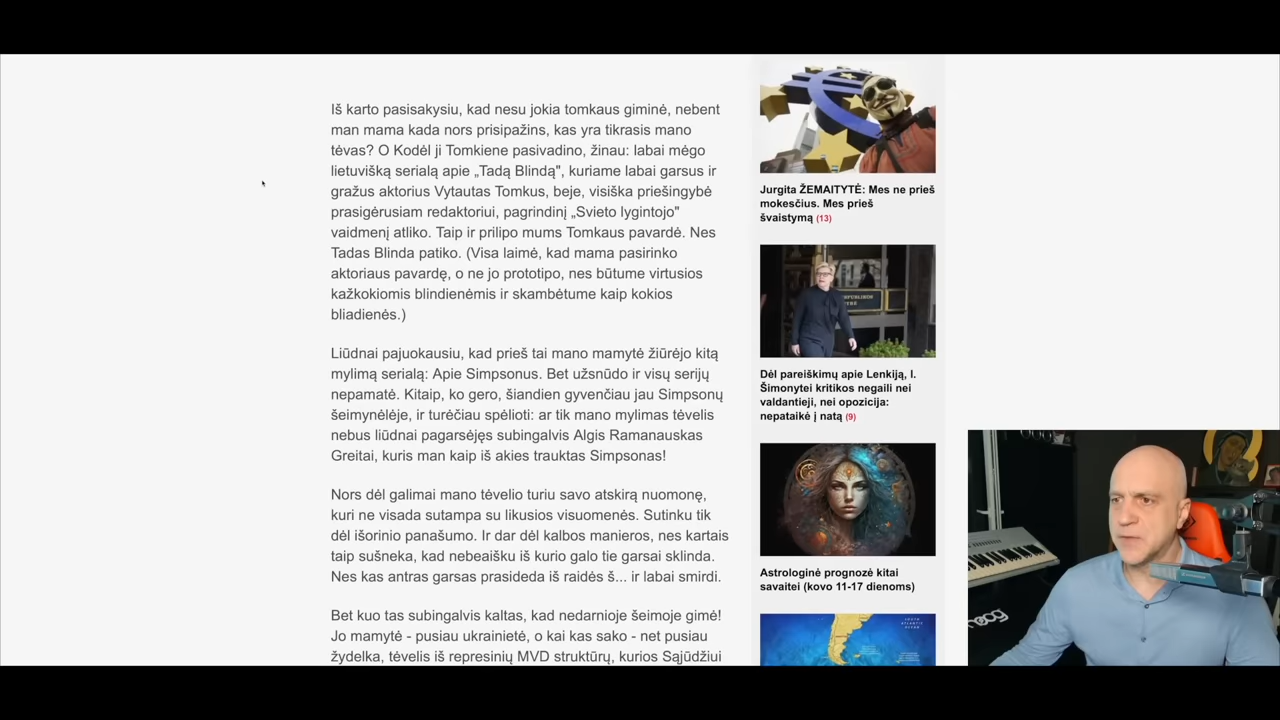 Iš karto pasisakysiu, kad nesu jokia tomkaus giminė, nebent
man mama kada nors prisipažins, kas yra tikrasis mano
tėvas? O Kodėl ji Tomkiene pasivadino, žinau: labai mėgo
lietuvišką serialą apie „Tadą Blindą", kuriame labai garsus ir
gražus aktorius Vytautas Tomkus, beje, visiška priešingybė
prasigėrusiam redaktoriui, pagrindinį „Svieto lygintojo"
vaidmenį atliko. Taip ir prilipo mums Tomkaus pavardė. Nes
Tadas Blinda patiko. (Visa laimė, kad mama pasirinko
aktoriaus pavardę, o ne jo prototipo, nes būtume virtusios
kažkokiomis blindienėmis ir skambėtume kaip kokios
bliadienės.)
Liūdnai pajuokausiu, kad prieš tai mano mamytė žiūrėjo kitą
mylimą serialą: Apie Simpsonus. Bet užsnūdo ir visų serijų
nepamatė. Kitaip, ko gero, šiandien gyvenčiau jau Simpsonų
šeimynėlėje, ir turėčiau spėlioti: ar tik mano mylimas tėvelis
nebus liūdnai pagarsėjęs subingalvis Algis Ramanauskas
Greitai, kuris man kaip iš akies trauktas Simpsonas!
Nors dėl galimai mano tėvelio turiu savo atskirą nuomonę,
kuri ne visada sutampa su likusios visuomenės. Sutinku tik
dėl išorinio panašumo. Ir dar dėl kalbos manieros, nes kartais
taip sušneka, kad nebeaišku iš kurio galo tie garsai sklinda.
Nes kas antras garsas prasideda iš raidės š... ir labai smirdi.
Bet kuo tas subingalvis kaltas, kad nedarnioje šeimoje gimė!
Jo mamytė - pusiau ukrainietė, o kai kas sako - net pusiau
žydelka, tėvelis iš represinių MVD struktūrų, kurios Sąjūdžiui
Jurgita ŽEMAITYTĖ: Mes ne prieš
mokesčius. Mes prieš
švaistymą (13)
Dėl pareiškimų apie Lenkiją, I.
Šimonytei kritikos negaili nei
valdantieji, nei opozicija:
nepataikė į natą (9)
Astrologinė prognozė kitai
savaitei (kovo 11-17 dienoms)
moog